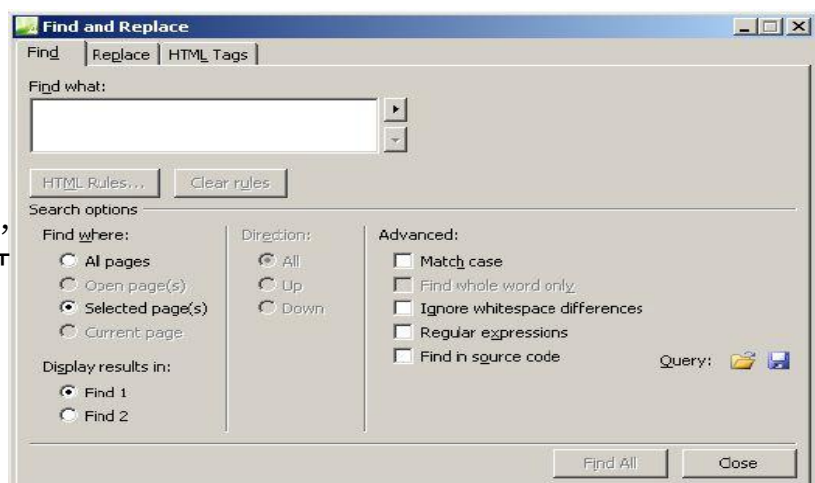 Find and Replace
Find Replace HTML Tags
Find what:
HTML Rules... Clear rules
Search options
,
т
Find where: Direction: Advanced:
All pages All Match case
Open page(s) Up Find whole word only
Selected page(s) Down Ignore whitespace differences
Current page Regular expressions
Display results in: Find in source code Query:
Find 1
Find 2
Find All Close